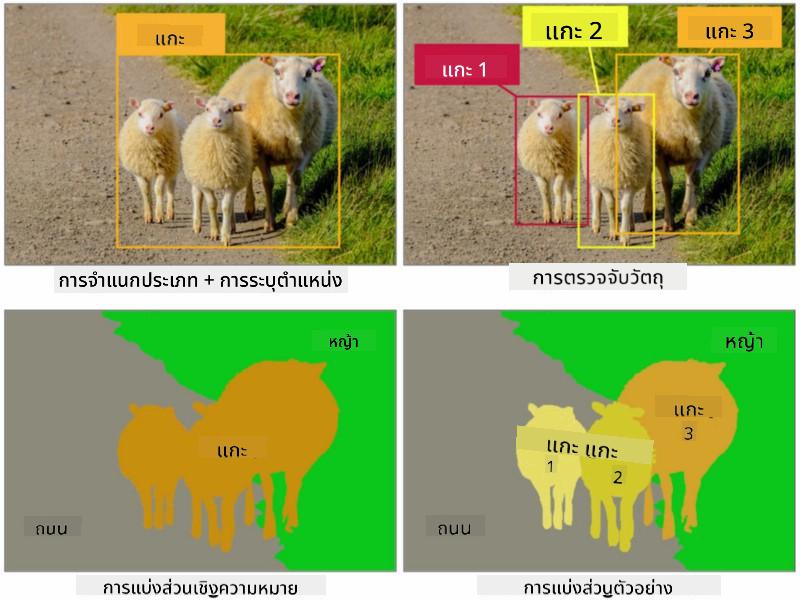 แกะ
แกะ 1
แกะ 2
แกะ 3
การจำแนกประเภท + การระบุตำแหน่ง
การตรวจจับวัตถุ
หญ้า
แกะ
ถนน
หญ้า
แกะ แกะ
1
2
แกะ
3
ถนน
การแบ่งส่วนเชิงความหมาย
การแบ่งส่วนตัวอย่าง